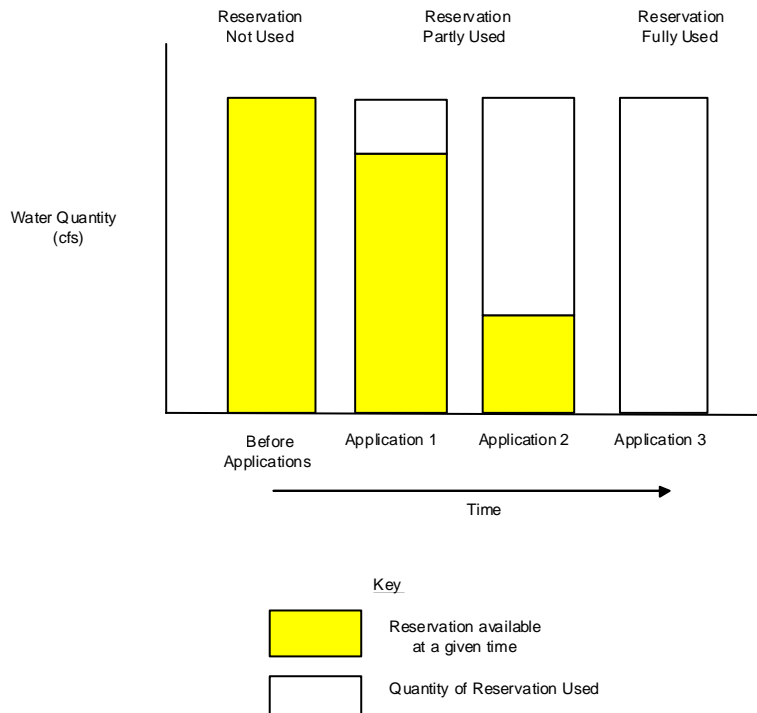 Reservation
Not Used
Reservation
Partly Used
Reservation
Fully Used
Water Quantity
(cfs)
Before
Applications
Application 1
Application 2
Application 3
Time
Key
Reservation available
at a given time
Quantity of Reservation Used